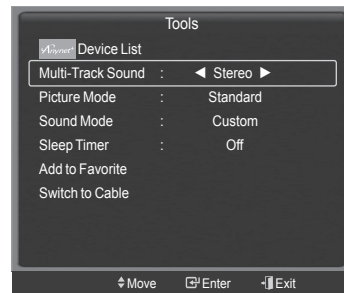 Tools
Anynet+ Device List
Multi-Track Sound : ◀ Stereo ▶
Picture Mode : Standard
Sound Mode : Custom
Sleep Timer : Off
Add to Favorite
Switch to Cable
Move Enter Exit